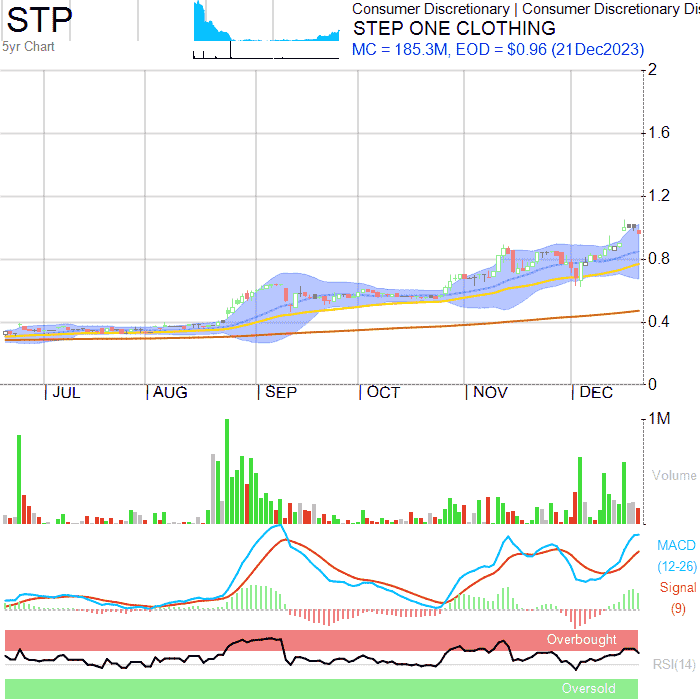 STP
5yr Chart
Consumer Discretionary | Consumer Discretionary Dis
STEP ONE CLOTHING
MC = 185.3M, EOD = $0.96 (21Dec2023)
2
1.6
1.2
0.8
0.4
0
JUL AUG SEP OCT NOV DEC
1M
Volume
MACD
(12-26)
Signal
(9)
Overbought
RSI(14)
Oversold